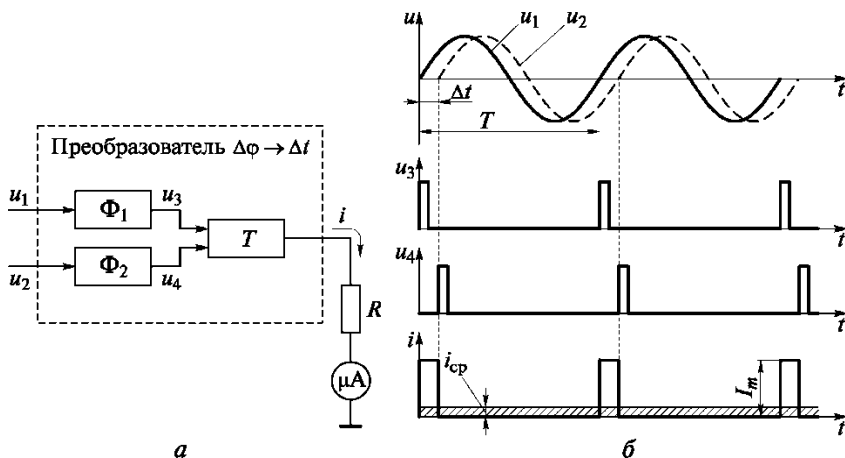 Преобразователь Δφ → Δt
u₁
Φ₁
u₃
u₂
Φ₂
u₄
T
i
R
μA
а
u
u₁
u₂
Δt
T
t
u₃
t
u₄
t
i
iср
Iₘ
t
б